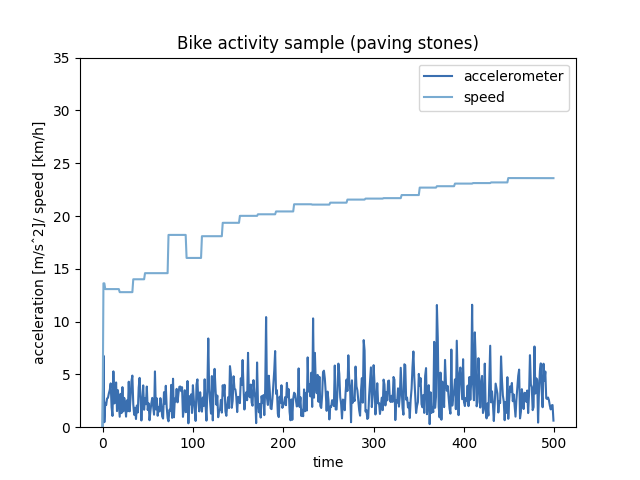 Bike activity sample (paving stones)
accelerometer
speed
acceleration [m/s^2]/ speed [km/h]
35
30
25
20
15
10
5
0
0 100 200 300 400 500
time